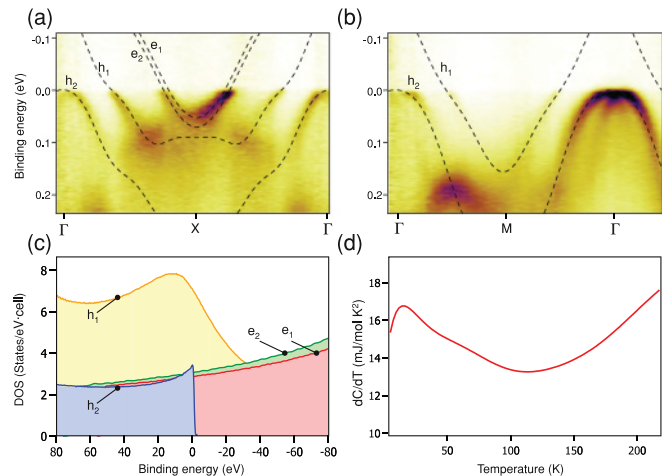 (a)
(b)
-0.1
0.0
0.1
0.2
Binding energy (eV)
h2
h1
e2
e1
Γ
X
Γ
-0.1
0.0
0.1
0.2
h2
h1
Γ
M
Γ
(c)
(d)
8
6
4
2
0
DOS (States/eV·cell)
h1
h2
e2
e1
80
60
40
20
0
-20
-40
-60
-80
Binding energy (eV)
18
16
14
12
10
dC/dT (mJ/mol K2)
50
100
150
200
Temperature (K)